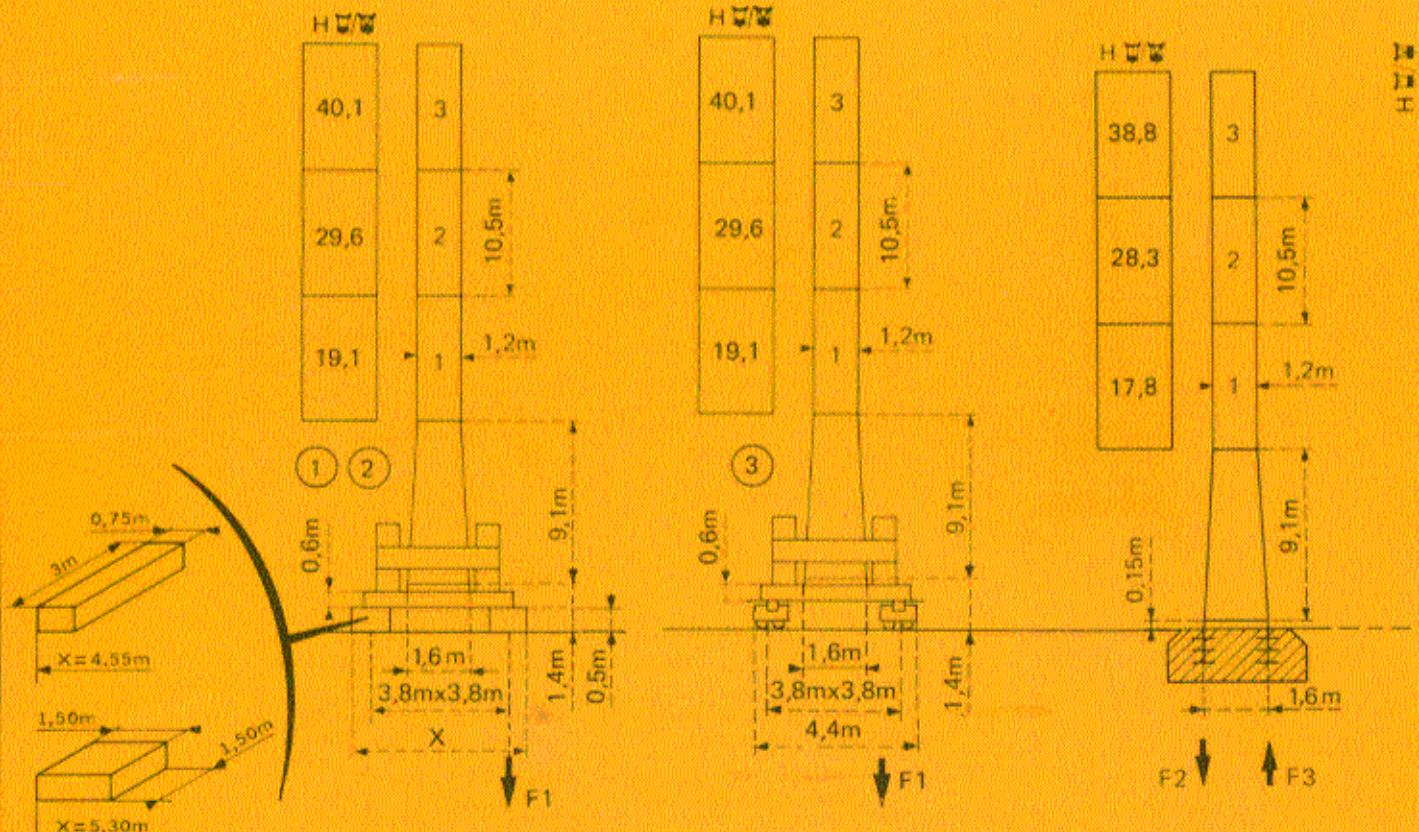 H
40,1
3
29,6
2
10,5m
19,1
1
1,2m
1 2
9,1m
0,6m
1,6m
3,8mx3,8m
X
1,4m
0,5m
F1
0,75m
3m
X=4,55m
1,50m
1,50m
X=5,30m
H
40,1
3
29,6
2
10,5m
19,1
1
1,2m
3
9,1m
0,6m
1,6m
3,8mx3,8m
4,4m
1,4m
F1
H
38,8
3
28,3
2
10,5m
17,8
1
1,2m
9,1m
0,15m
1,6m
F2
F3
H